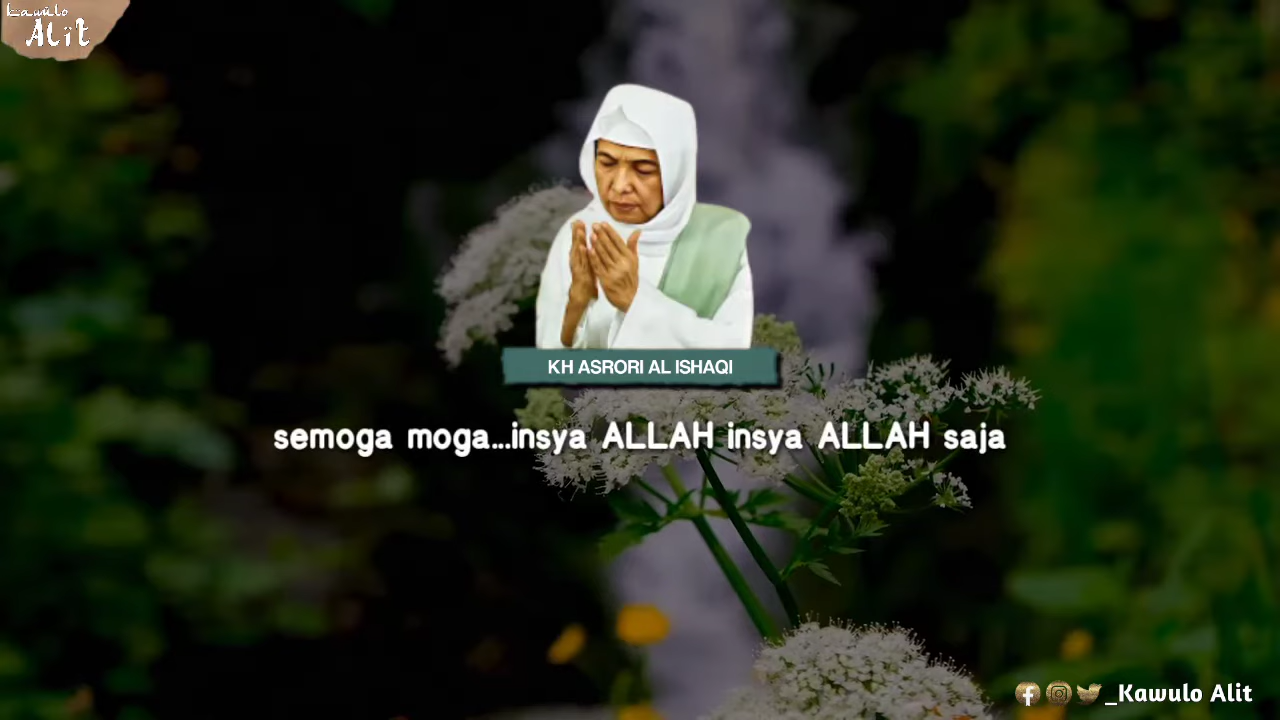 Kawulo
Alit
KH ASRORI AL ISHAQI
semoga moga...insya ALLAH insya ALLAH saja
_Kawulo Alit